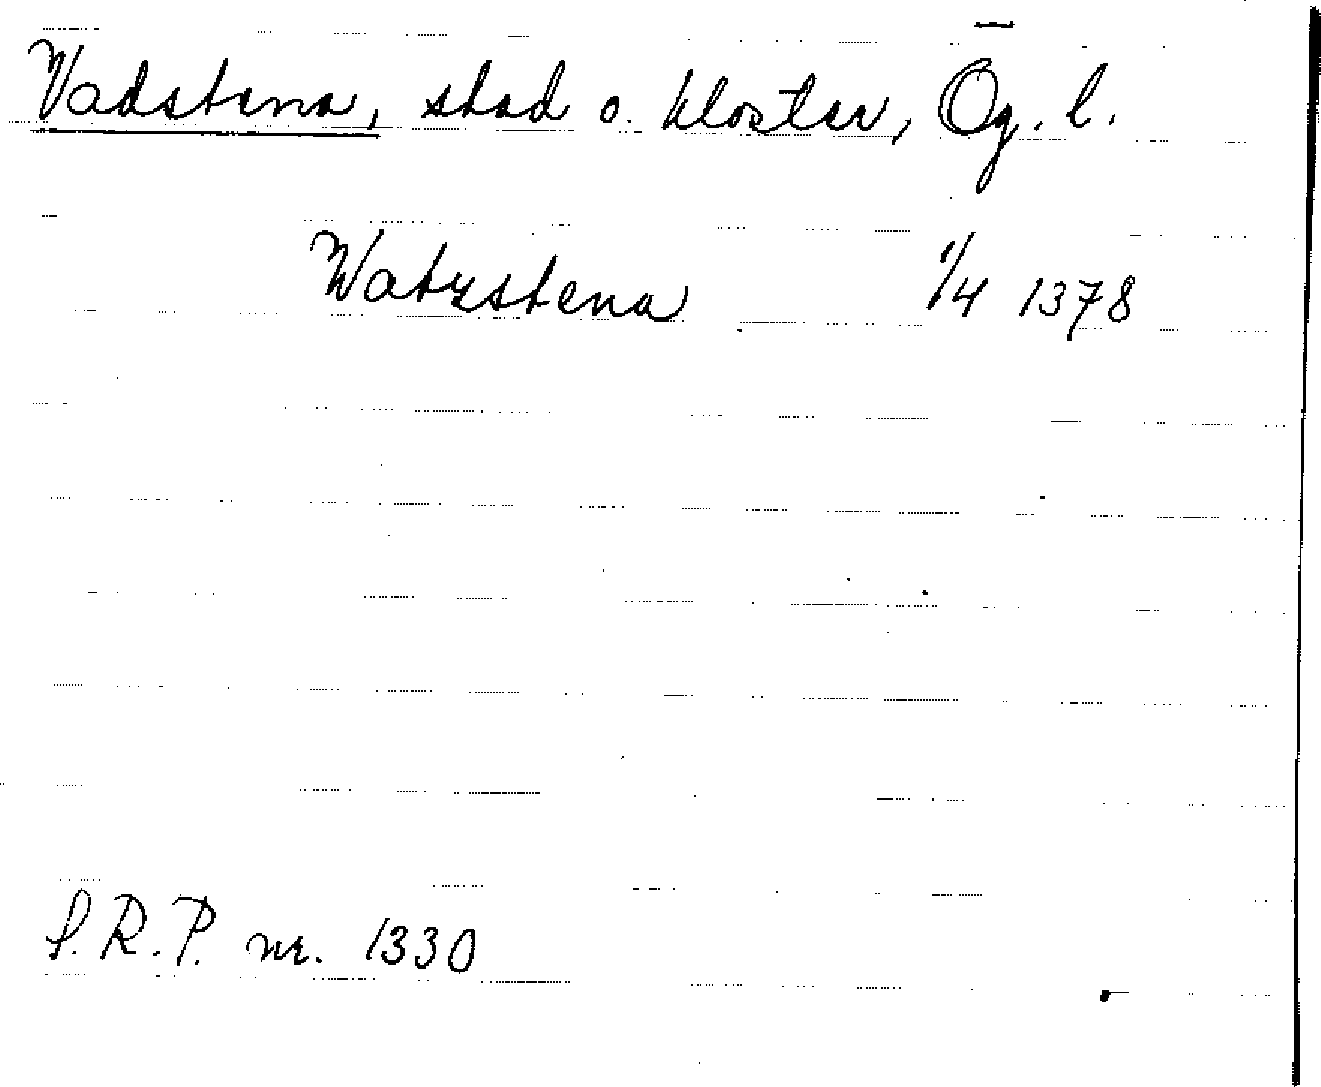 Vadstena, stad o. kloster, Ög. l.
Watzstena 1/4 1378
S.R.P. nr. 1330